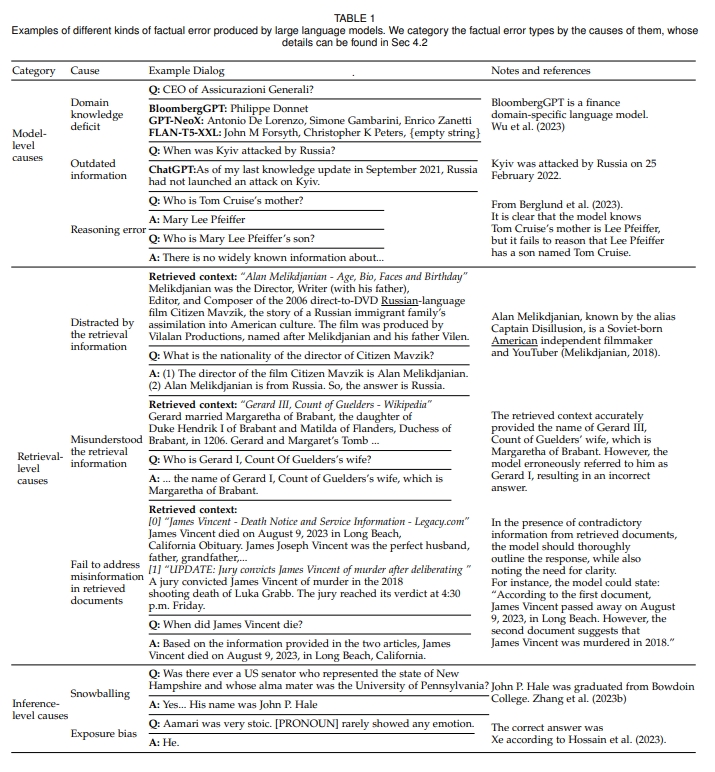 TABLE 1
Examples of different kinds of factual error produced by large language models. We category the factual error types by the causes of them, whose
details can be found in Sec 4.2
Category Cause Example Dialog Notes and references
Model-
level
causes
Domain
knowledge
deficit
Q: CEO of Assicurazioni Generali?
BloombergGPT: Philippe Donnet
GPT-NeoX: Antonio De Lorenzo, Simone Gambarini, Enrico Zanetti
FLAN-T5-XXL: John M Forsyth, Christopher K Peters, {empty string}
BloombergGPT is a finance
domain-specific language model.
Wu et al. (2023)
Outdated
information
Q: When was Kyiv attacked by Russia?
ChatGPT:As of my last knowledge update in September 2021, Russia
had not launched an attack on Kyiv.
Kyiv was attacked by Russia on 25
February 2022.
Reasoning error
Q: Who is Tom Cruise's mother?
A: Mary Lee Pfeiffer
Q: Who is Mary Lee Pfeiffer's son?
A: There is no widely known information about...
From Berglund et al. (2023).
It is clear that the model knows
Tom Cruise's mother is Lee Pfeiffer,
but it fails to reason that Lee Pfeiffer
has a son named Tom Cruise.
Retrieval-
level
causes
Distracted by
the retrieval
information
Retrieved context: "Alan Melikdjanian - Age, Bio, Faces and Birthday"
Melikdjanian was the Director, Writer (with his father),
Editor, and Composer of the 2006 direct-to-DVD Russian-language
film Citizen Mavzik, the story of a Russian immigrant family's
assimilation into American culture. The film was produced by
Vilalan Productions, named after Melikdjanian and his father Vilen.
Q: What is the nationality of the director of Citizen Mavzik?
A: (1) The director of the film Citizen Mavzik is Alan Melikdjanian.
(2) Alan Melikdjanian is from Russia. So, the answer is Russia.
Alan Melikdjanian, known by the alias
Captain Disillusion, is a Soviet-born
American independent filmmaker
and YouTuber (Melikdjanian, 2018).
Misunderstood
the retrieval
information
Retrieved context: "Gerard III, Count of Guelders - Wikipedia"
Gerard married Margaretha of Brabant, the daughter of
Duke Hendrik I of Brabant and Matilda of Flanders, Duchess of
Brabant, in 1206. Gerard and Margaret's Tomb ...
Q: Who is Gerard I, Count Of Guelders's wife?
A: ... the name of Gerard I, Count of Guelders's wife, which is
Margaretha of Brabant.
The retrieved context accurately
provided the name of Gerard III,
Count of Guelders' wife, which is
Margaretha of Brabant. However, the
model erroneously referred to him as
Gerard I, resulting in an incorrect
answer.
Fail to address
misinformation
in retrieved
documents
Retrieved context:
[0] "James Vincent - Death Notice and Service Information - Legacy.com"
James Vincent died on August 9, 2023 in Long Beach,
California Obituary. James Joseph Vincent was the perfect husband,
father, grandfather,...
[1] "UPDATE: Jury convicts James Vincent of murder after deliberating "
A jury convicted James Vincent of murder in the 2018
shooting death of Luka Grabb. The jury reached its verdict at 4:30
p.m. Friday.
Q: When did James Vincent die?
A: Based on the information provided in the two articles, James
Vincent died on August 9, 2023, in Long Beach, California.
In the presence of contradictory
information from retrieved documents,
the model should thoroughly
outline the response, while also
noting the need for clarity.
For instance, the model could state:
"According to the first document,
James Vincent passed away on August
9, 2023, in Long Beach. However, the
second document suggests that
James Vincent was murdered in 2018."
Inference-
level causes
Snowballing
Q: Was there ever a US senator who represented the state of New
Hampshire and whose alma mater was the University of Pennsylvania?
A: Yes... His name was John P. Hale
John P. Hale was graduated from Bowdoin
College. Zhang et al. (2023b)
Exposure bias
Q: Aamari was very stoic. [PRONOUN] rarely showed any emotion.
A: He.
The correct answer was
Xe according to Hossain et al. (2023).